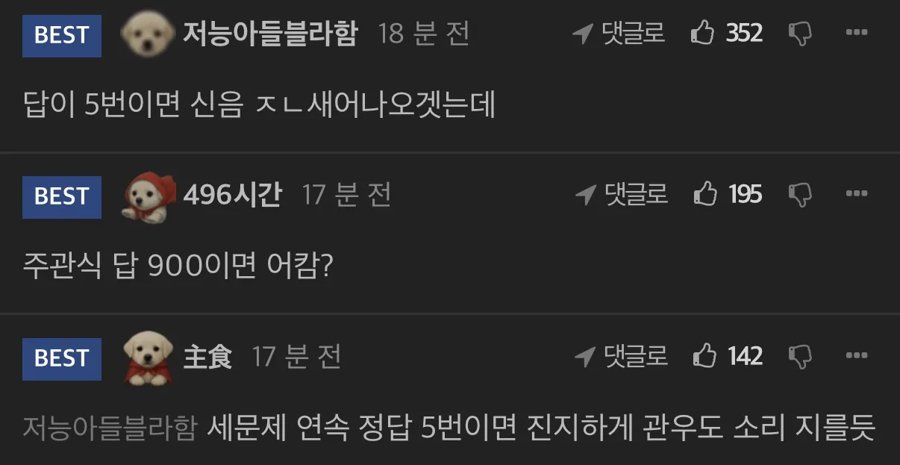 BEST 저능아들블라함 18 분 전 댓글로 352
답이 5번이면 신음 ㅈㄴ새어나오겟는데
BEST 496시간 17 분 전 댓글로 195
주관식 답 900이면 어캄?
BEST 主食 17 분 전 댓글로 142
저능아들블라함 세문제 연속 정답 5번이면 진지하게 관우도 소리 지를듯